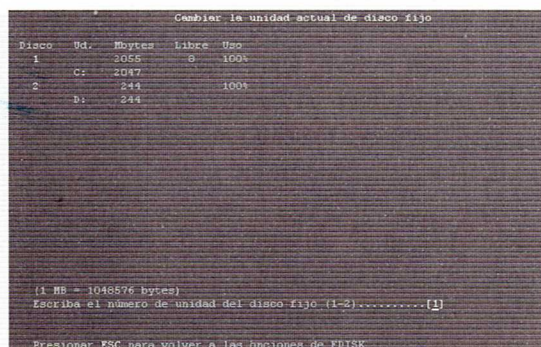 Cambiar la unidad actual de disco fijo
Disco Ud. Mbytes Libre Uso
1 2055 8 100%
C: 2047
2 244 100%
D: 244
(1 MB = 1048576 bytes)
Escriba el número de unidad del disco fijo (1-2)..........[1]
Presionar ESC para volver a las opciones de FDISK